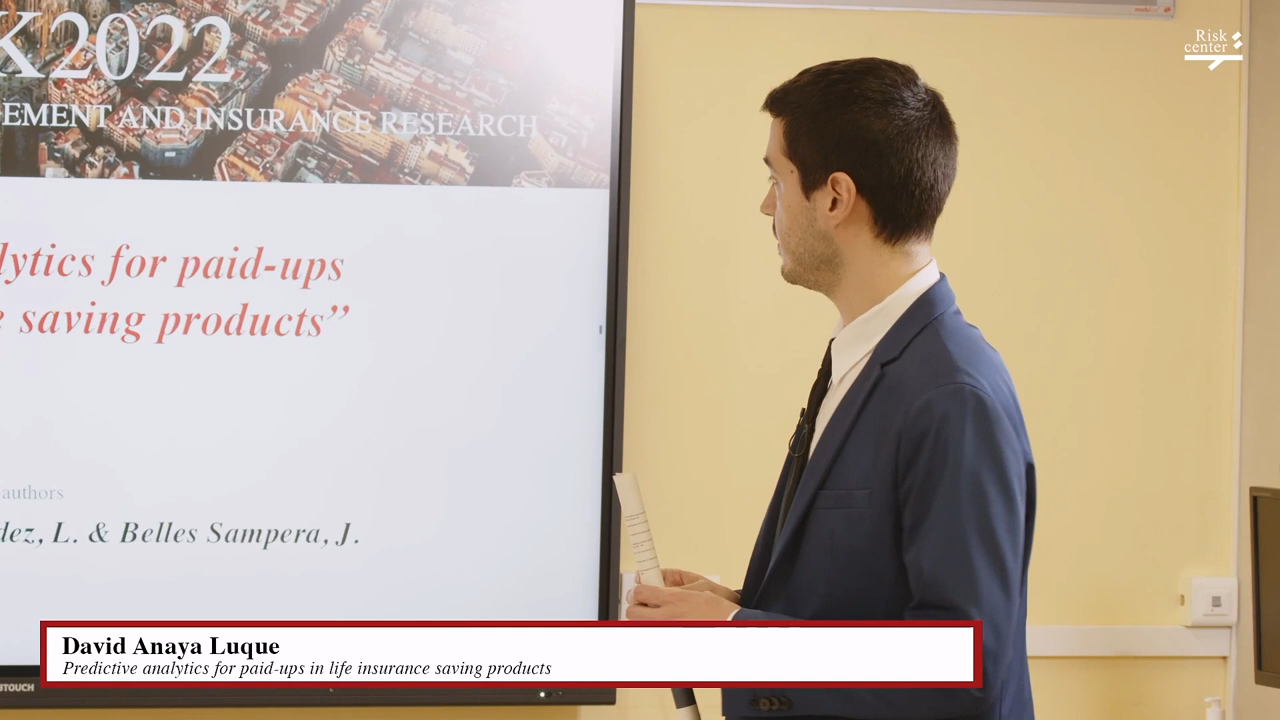 K2022
EMENT AND INSURANCE RESEARCH
lytics for paid-ups
e saving products”
authors
dez, L. & Belles Sampera, J.
Risk
center
David Anaya Luque
Predictive analytics for paid-ups in life insurance saving products
TOUCH